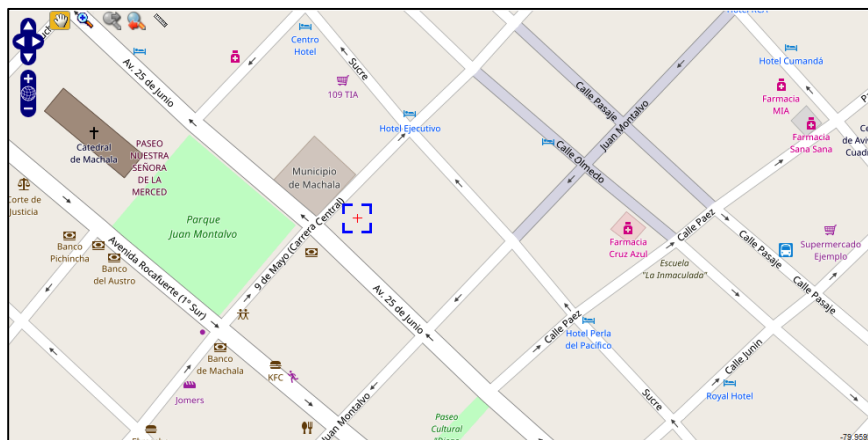 Centro
Hotel
109 TIA
Sucre
Av. 25 de Junio
Hotel Ejecutivo
Catedral
de Machala
PASEO
NUESTRA
SEÑORA
DE LA
MERCED
Municipio
de Machala
Parque
Juan Montalvo
Corte de
Justicia
Banco
Pichincha
Banco
del Austro
Avenida Rocafuerte (1° Sur)
9 de Mayo (Carrera Central)
Banco
de Machala
KFC
Jomers
Av. 25 de Junio
Juan Montalvo
Paseo
Cultural
Calle Pasaje
Juan Montalvo
Calle Olmedo
Hotel Cumandá
Farmacia
MIA
Farmacia
Sana Sana
Calle Paez
Farmacia
Cruz Azul
Escuela
"La Inmaculada"
Calle Pasaje
Supermercado
Ejemplo
Calle Pasaje
Hotel Perla
del Pacífico
Calle Paez
Calle Junin
Royal Hotel
Sucre